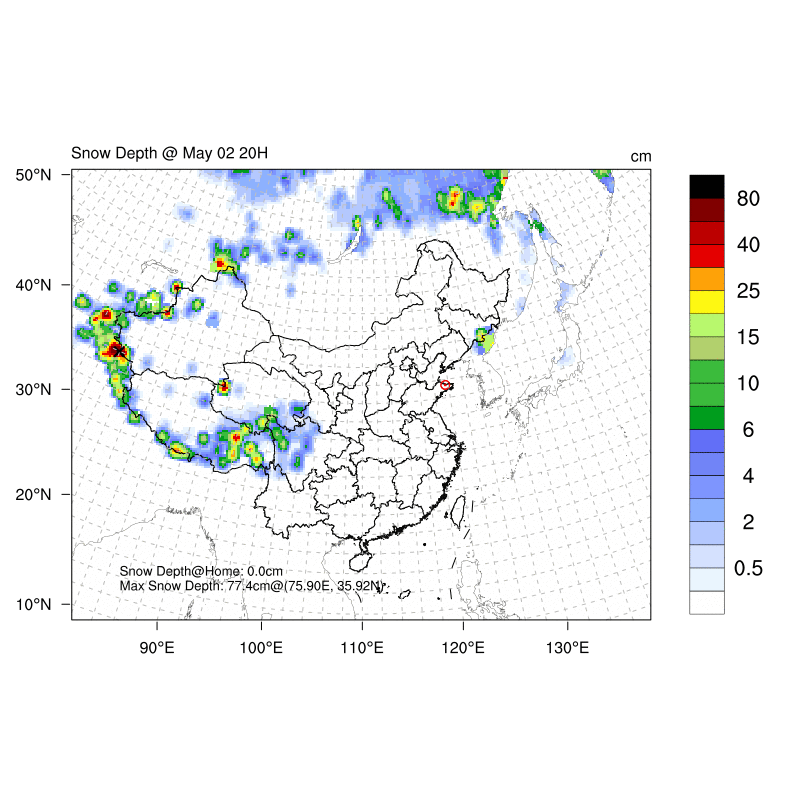 Snow Depth @ May 02 20H
cm
50°N
40°N
30°N
20°N
10°N
90°E
100°E
110°E
120°E
130°E
80
40
25
15
10
6
4
2
0.5
Snow Depth@Home: 0.0cm
Max Snow Depth: 77.4cm@(75.90E, 35.92N)